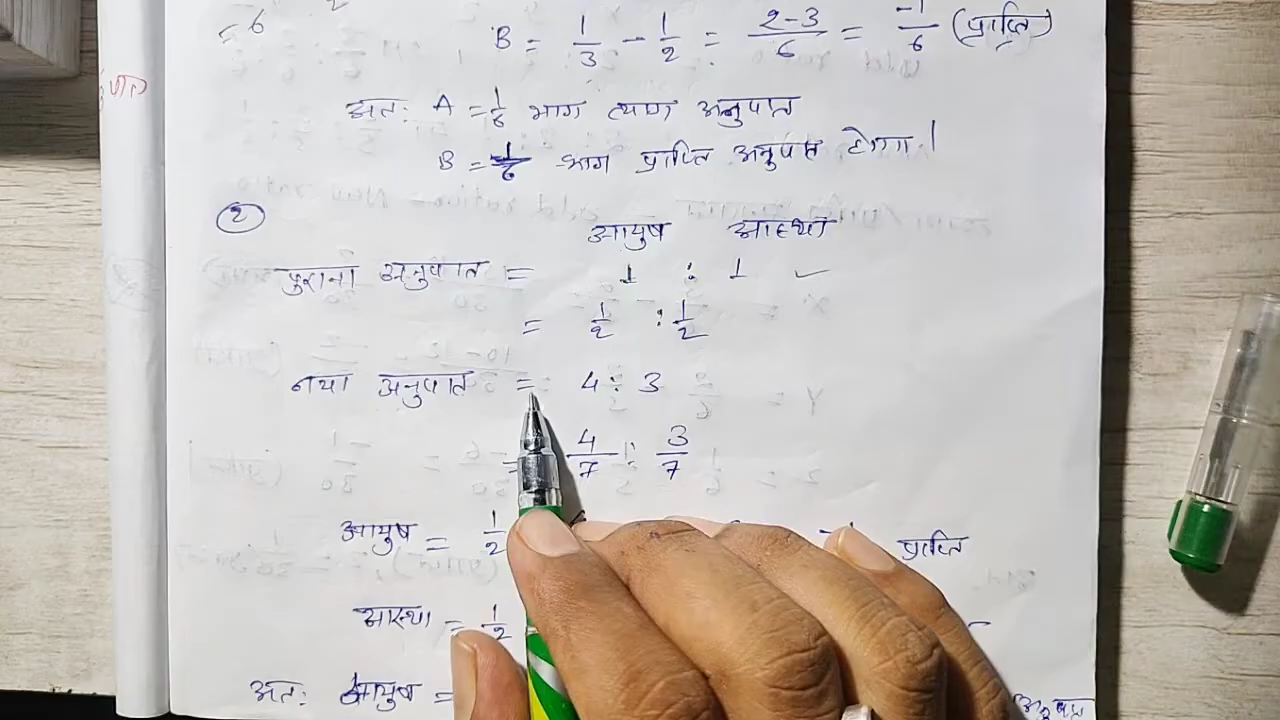 = 6
B = 1/3 - 1/2 = 2-3/6 = -1/6 (प्राप्ति)
अतः A = 1/6 भाग त्याग अनुपात
B = 1/6 भाग प्राप्ति अनुपात होगा।
②
आयुष आस्था
पुराना अनुपात = 1 : 1 ✓
= 1/2 : 1/2
नया अनुपात = 4 : 3
= 4/7 : 3/7
आयुष = 1/2 प्राप्ति
आस्था = 1/2
अतः आयुष =